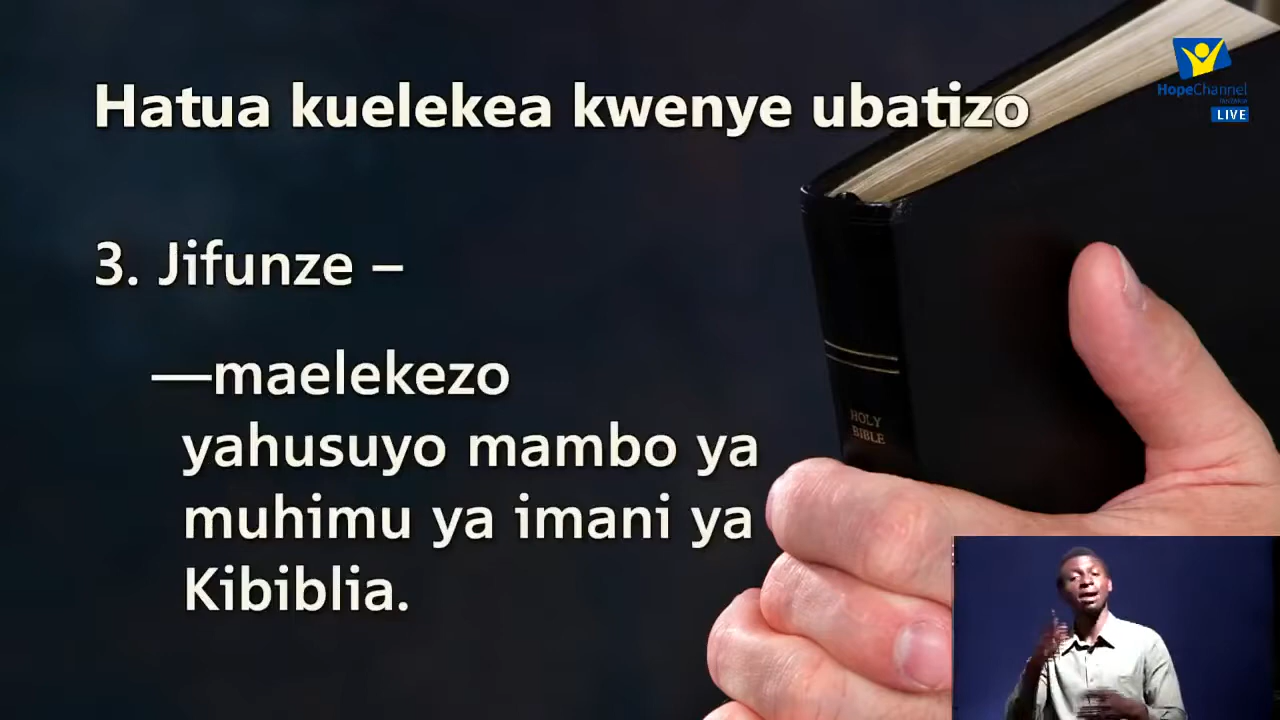 Hatua kuelekea kwenye ubatizo
HopeChannel
TANZANIA
LIVE
3. Jifunze –
—maelekezo
yahusuyo mambo ya
muhimu ya imani ya
Kibiblia.
HOLY
BIBLE